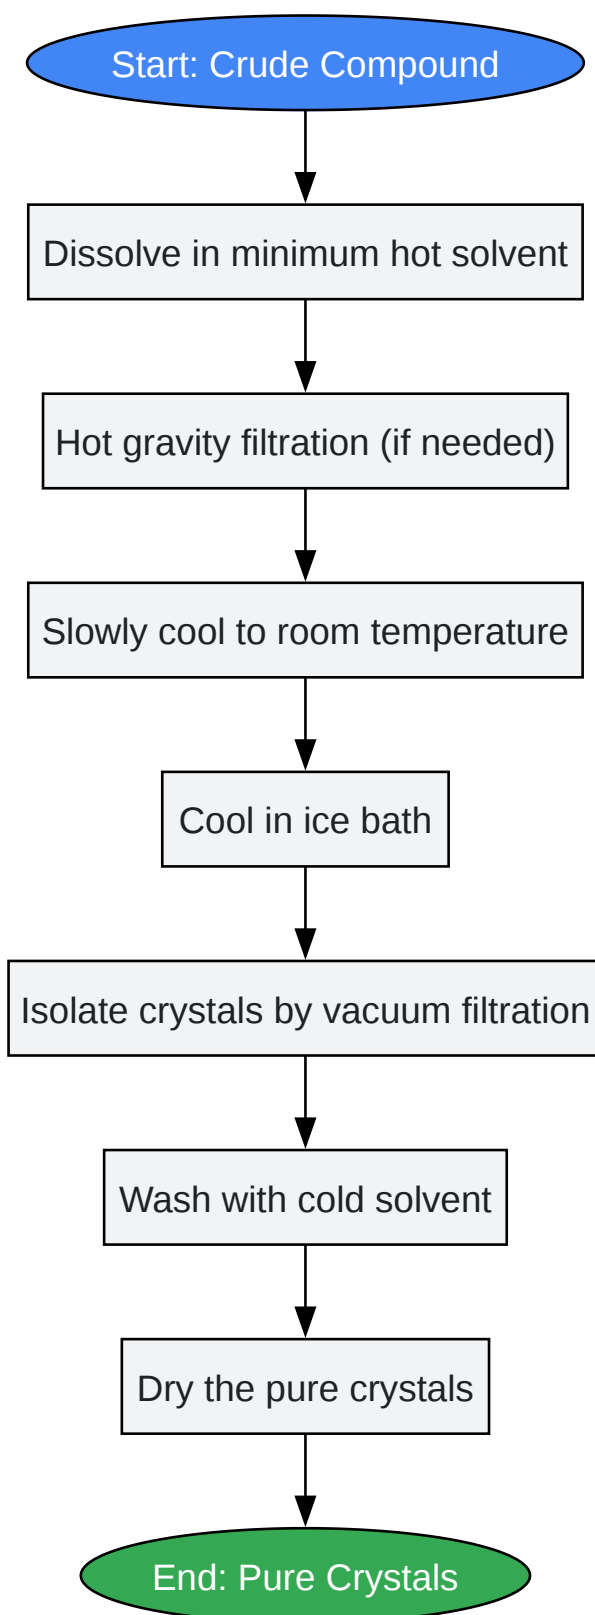 Start: Crude Compound
Dissolve in minimum hot solvent
Hot gravity filtration (if needed)
Slowly cool to room temperature
Cool in ice bath
Isolate crystals by vacuum filtration
Wash with cold solvent
Dry the pure crystals
End: Pure Crystals